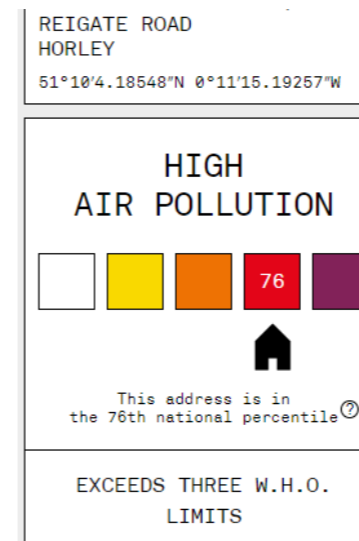 REIGATE ROAD
HORLEY
51°10′4.18548″N 0°11′15.19257″W
HIGH
AIR POLLUTION
76
This address is in
the 76th national percentile?
EXCEEDS THREE W.H.O.
LIMITS